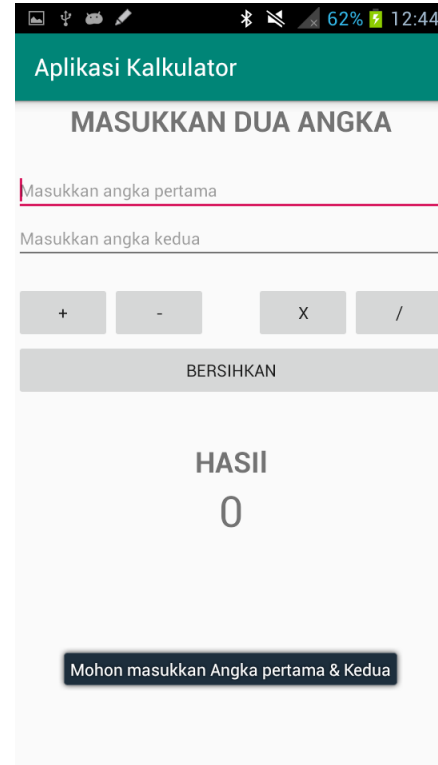 62% 12:44
Aplikasi Kalkulator
MASUKKAN DUA ANGKA
Masukkan angka pertama
Masukkan angka kedua
+ - X /
BERSIHKAN
HASIl
0
Mohon masukkan Angka pertama & Kedua